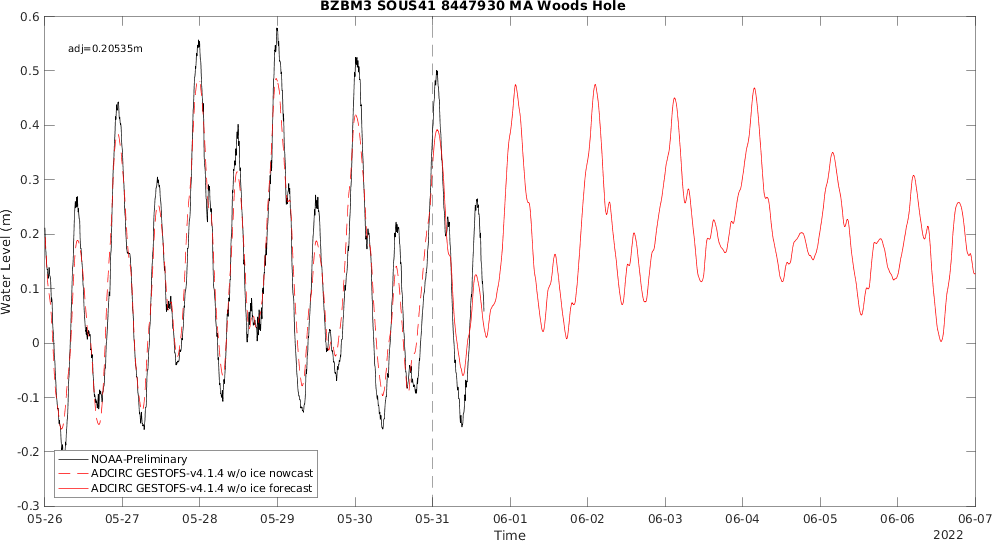 BZBM3 SOUS41 8447930 MA Woods Hole
adj=0.20535m
Water Level (m)
0.6
0.5
0.4
0.3
0.2
0.1
0
-0.1
-0.2
-0.3
NOAA-Preliminary
ADCIRC GESTOFS-v4.1.4 w/o ice nowcast
ADCIRC GESTOFS-v4.1.4 w/o ice forecast
05-26 05-27 05-28 05-29 05-30 05-31 06-01 06-02 06-03 06-04 06-05 06-06 06-07
Time
2022